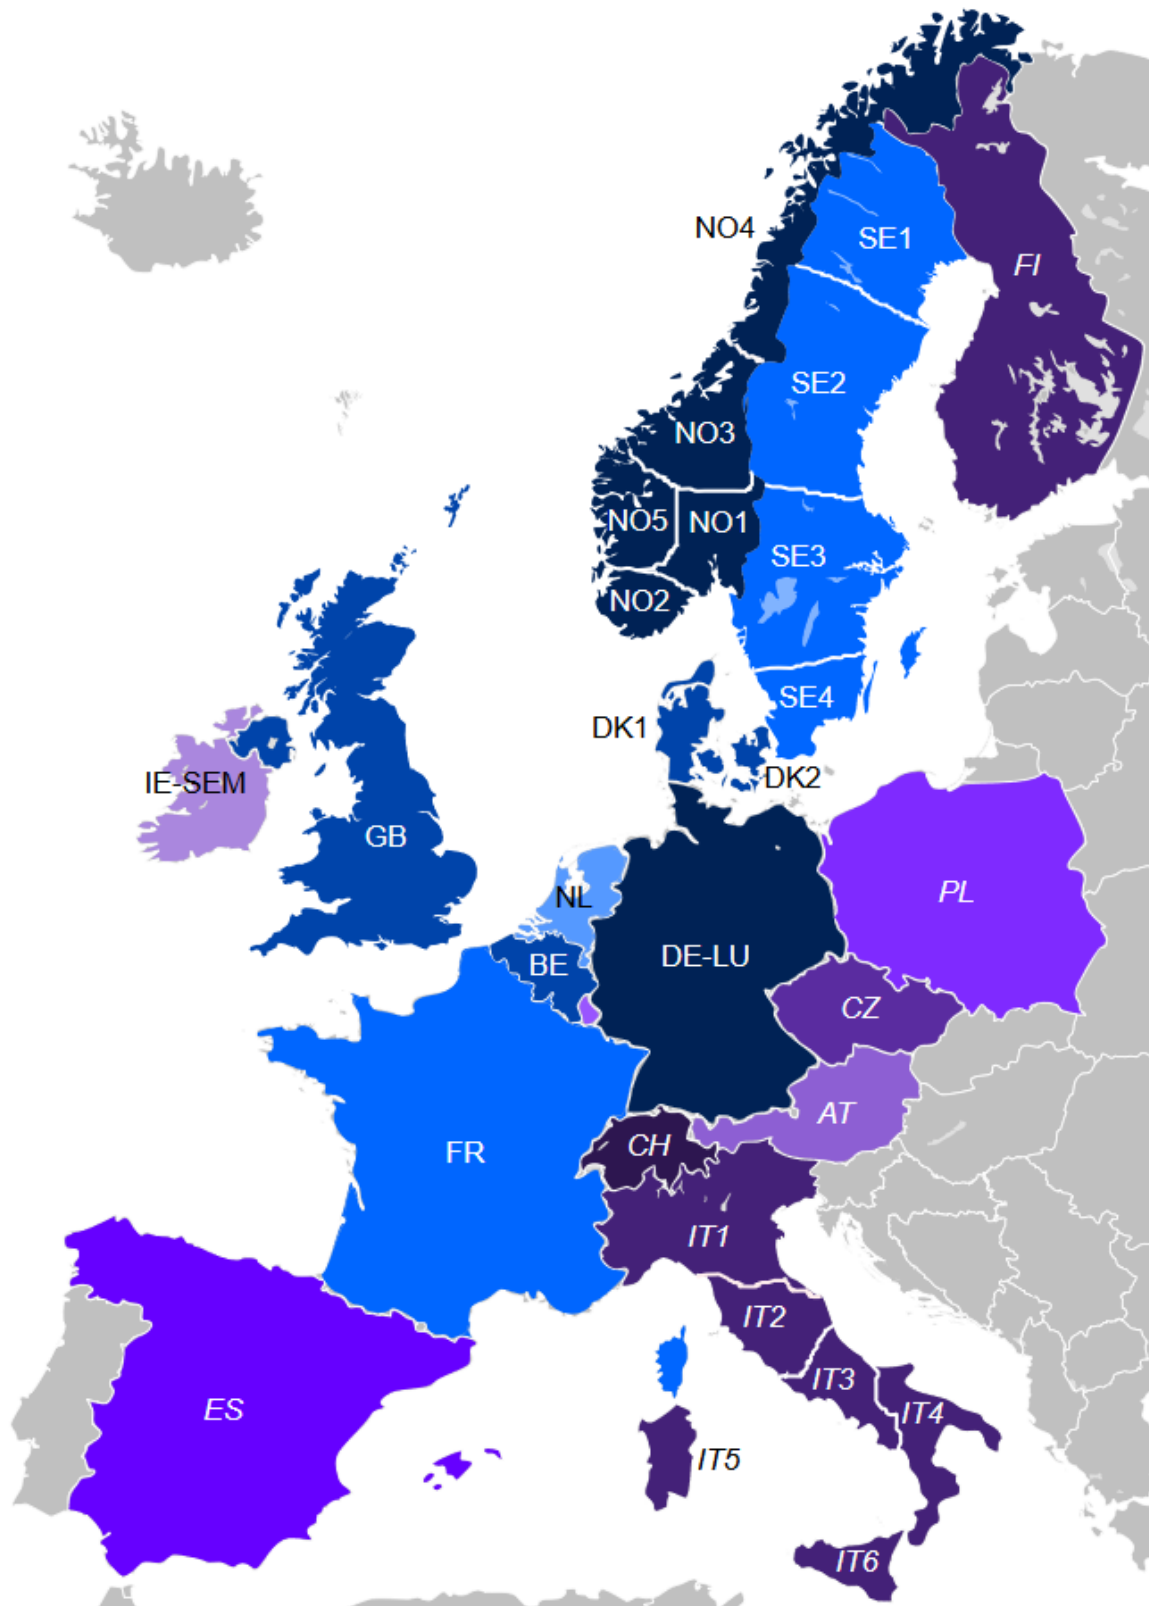 NO4
SE1
FI
SE2
NO3
NO5
NO1
SE3
NO2
SE4
DK1
DK2
IE-SEM
GB
NL
PL
BE
DE-LU
CZ
AT
CH
FR
IT1
IT2
IT3
ES
IT4
IT5
IT6